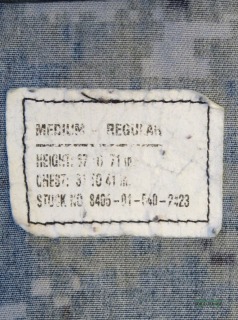 MEDIUM - REGULAR
HEIGHT: 67 TO 71 in.
CHEST: 37 TO 41 in.
STOCK NO. 8405-01-540-2423